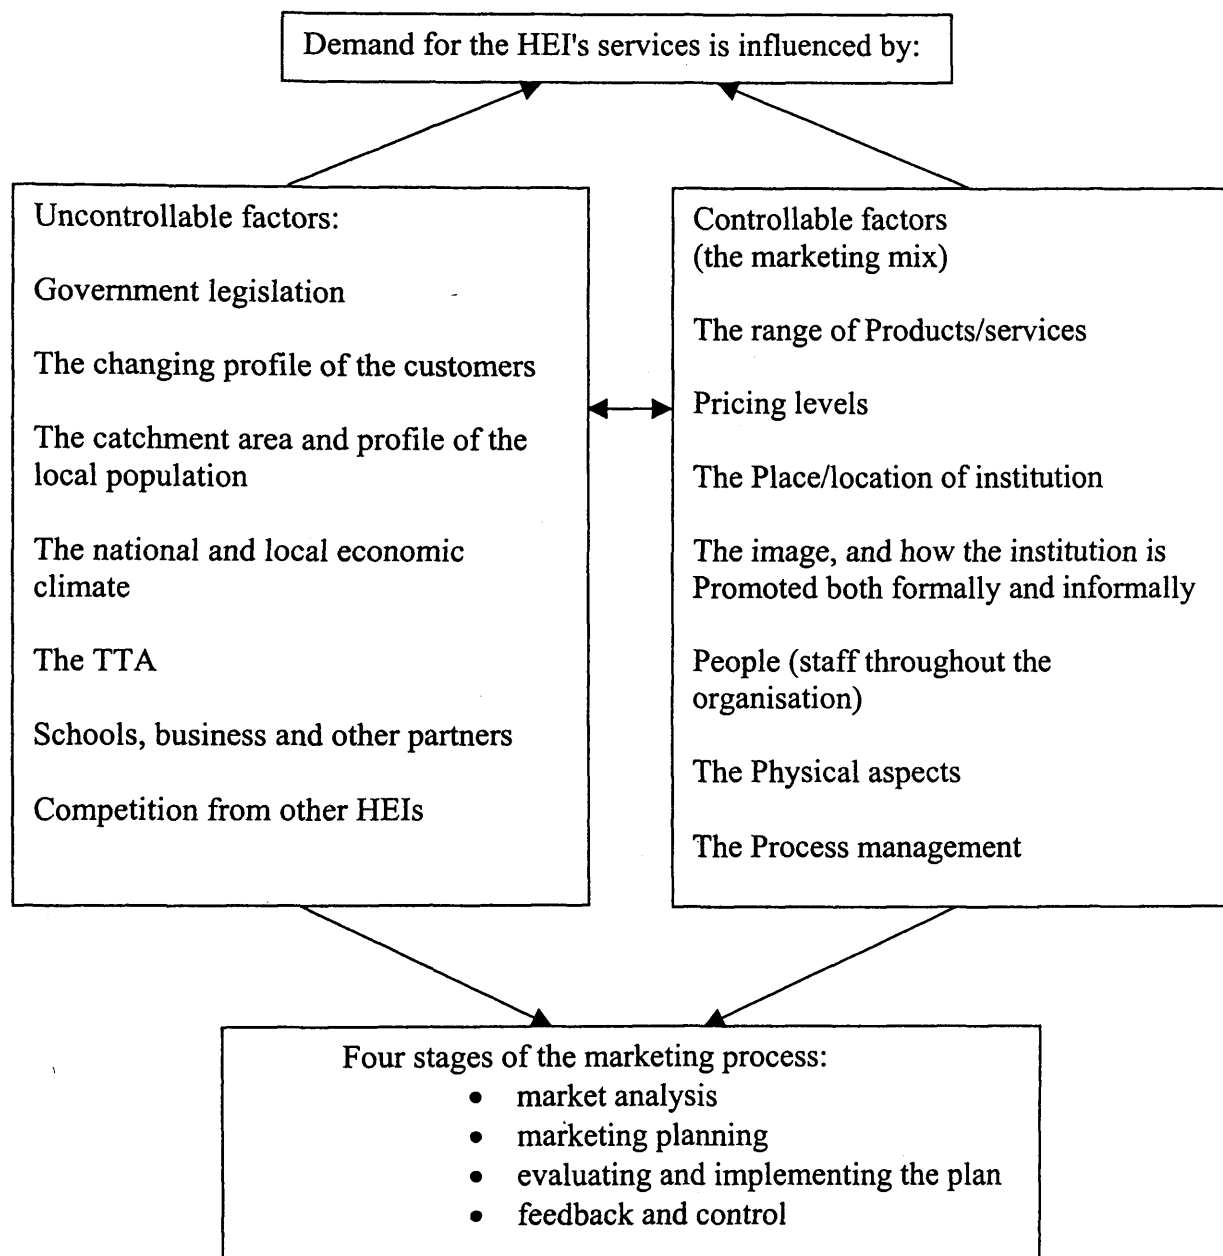 Demand for the HEI's services is influenced by:
Uncontrollable factors:
Government legislation
The changing profile of the customers
The catchment area and profile of the
local population
The national and local economic
climate
The TTA
Schools, business and other partners
Competition from other HEIs
Controllable factors
(the marketing mix)
The range of Products/services
Pricing levels
The Place/location of institution
The image, and how the institution is
Promoted both formally and informally
People (staff throughout the
organisation)
The Physical aspects
The Process management
Four stages of the marketing process:
• market analysis
• marketing planning
• evaluating and implementing the plan
• feedback and control